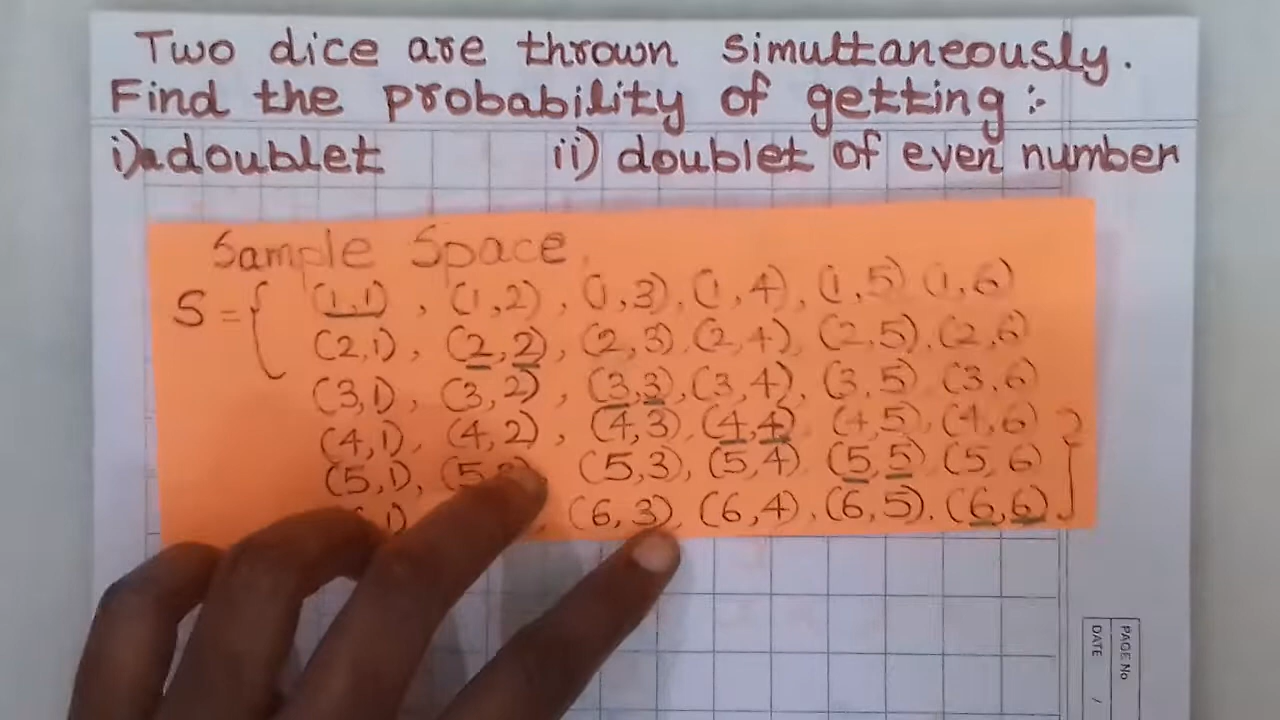 Two dice are thrown simultaneously.
Find the probability of getting :-
i) a doublet ii) doublet of even number
Sample Space
S = { (1,1) , (1,2) , (1,3), (1,4), (1,5) (1,6)
(2,1) , (2,2) , (2,3), (2,4), (2,5), (2,6)
(3,1) , (3,2) , (3,3), (3,4), (3,5), (3,6)
(4,1), (4,2) , (4,3), (4,4), (4,5), (4,6)
(5,1), (5, (5,3), (5,4) (5,5), (5,6)
,1) (6,3), (6,4), (6,5), (6,6) }
PAGE No
DATE /